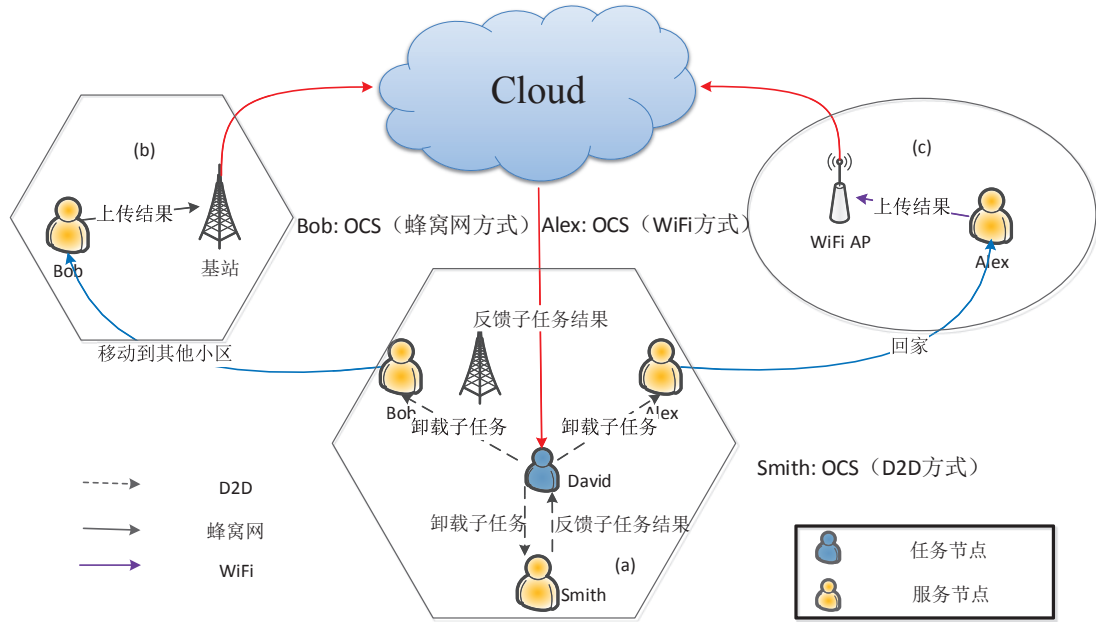 Cloud
(b)
(c)
上传结果
Bob
基站
Bob: OCS（蜂窝网方式）
Alex: OCS（WiFi方式）
上传结果
WiFi AP
Alex
移动到其他小区
反馈子任务结果
回家
Bob
Alex
卸载子任务
卸载子任务
David
Smith: OCS（D2D方式）
卸载子任务
反馈子任务结果
(a)
Smith
D2D
蜂窝网
WiFi
任务节点
服务节点